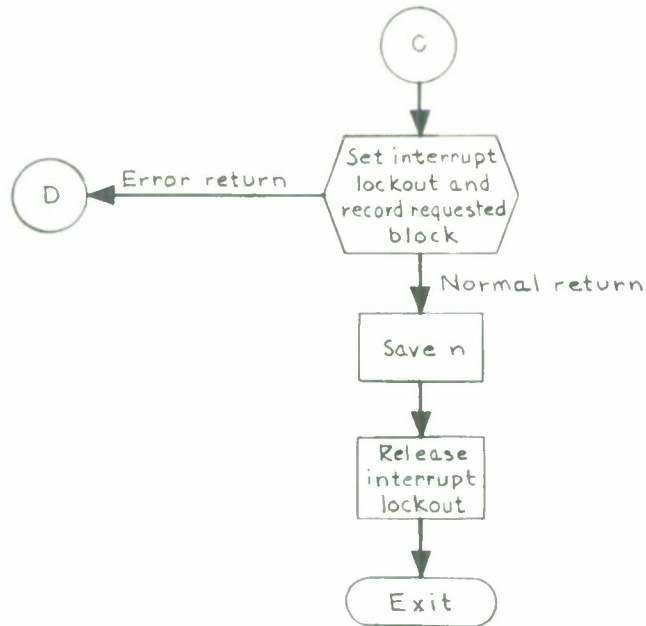 C
Set interrupt
lockout and
record requested
block
Error return
D
Normal return
Save n
Release
interrupt
lockout
Exit